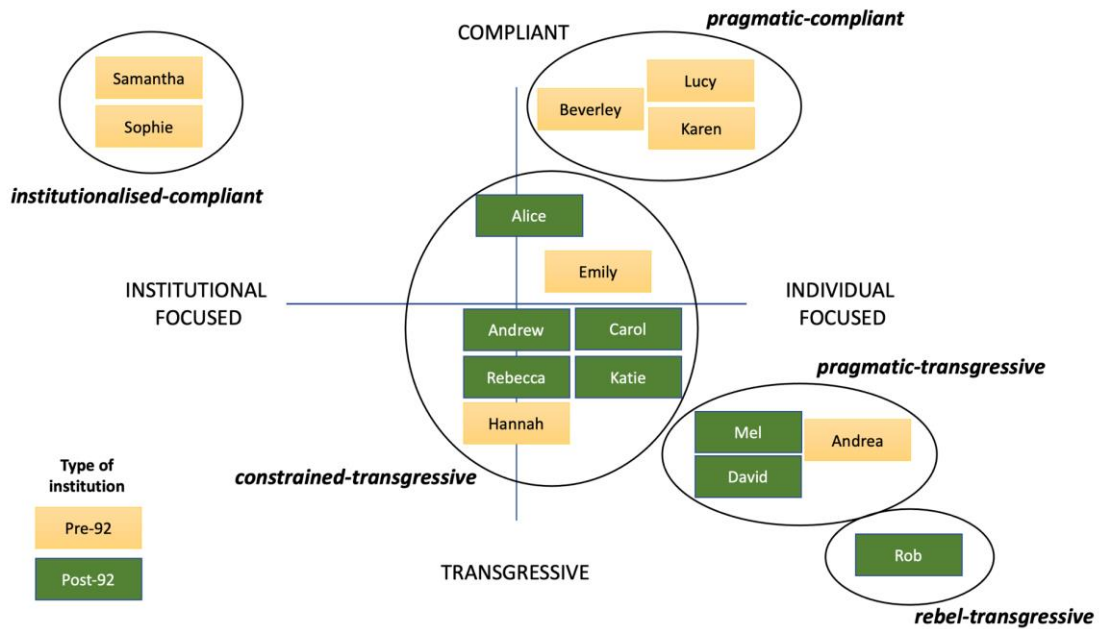 pragmatic-compliant
COMPLIANT
Samantha
Sophie
institutionalised-compliant
Lucy
Beverley
Karen
Alice
Emily
INSTITUTIONAL
FOCUSED
INDIVIDUAL
FOCUSED
Andrew
Carol
Rebecca
Katie
Hannah
constrained-transgressive
pragmatic-transgressive
Mel
Andrea
David
Type of
institution
Pre-92
Post-92
TRANSGRESSIVE
Rob
rebel-transgressive